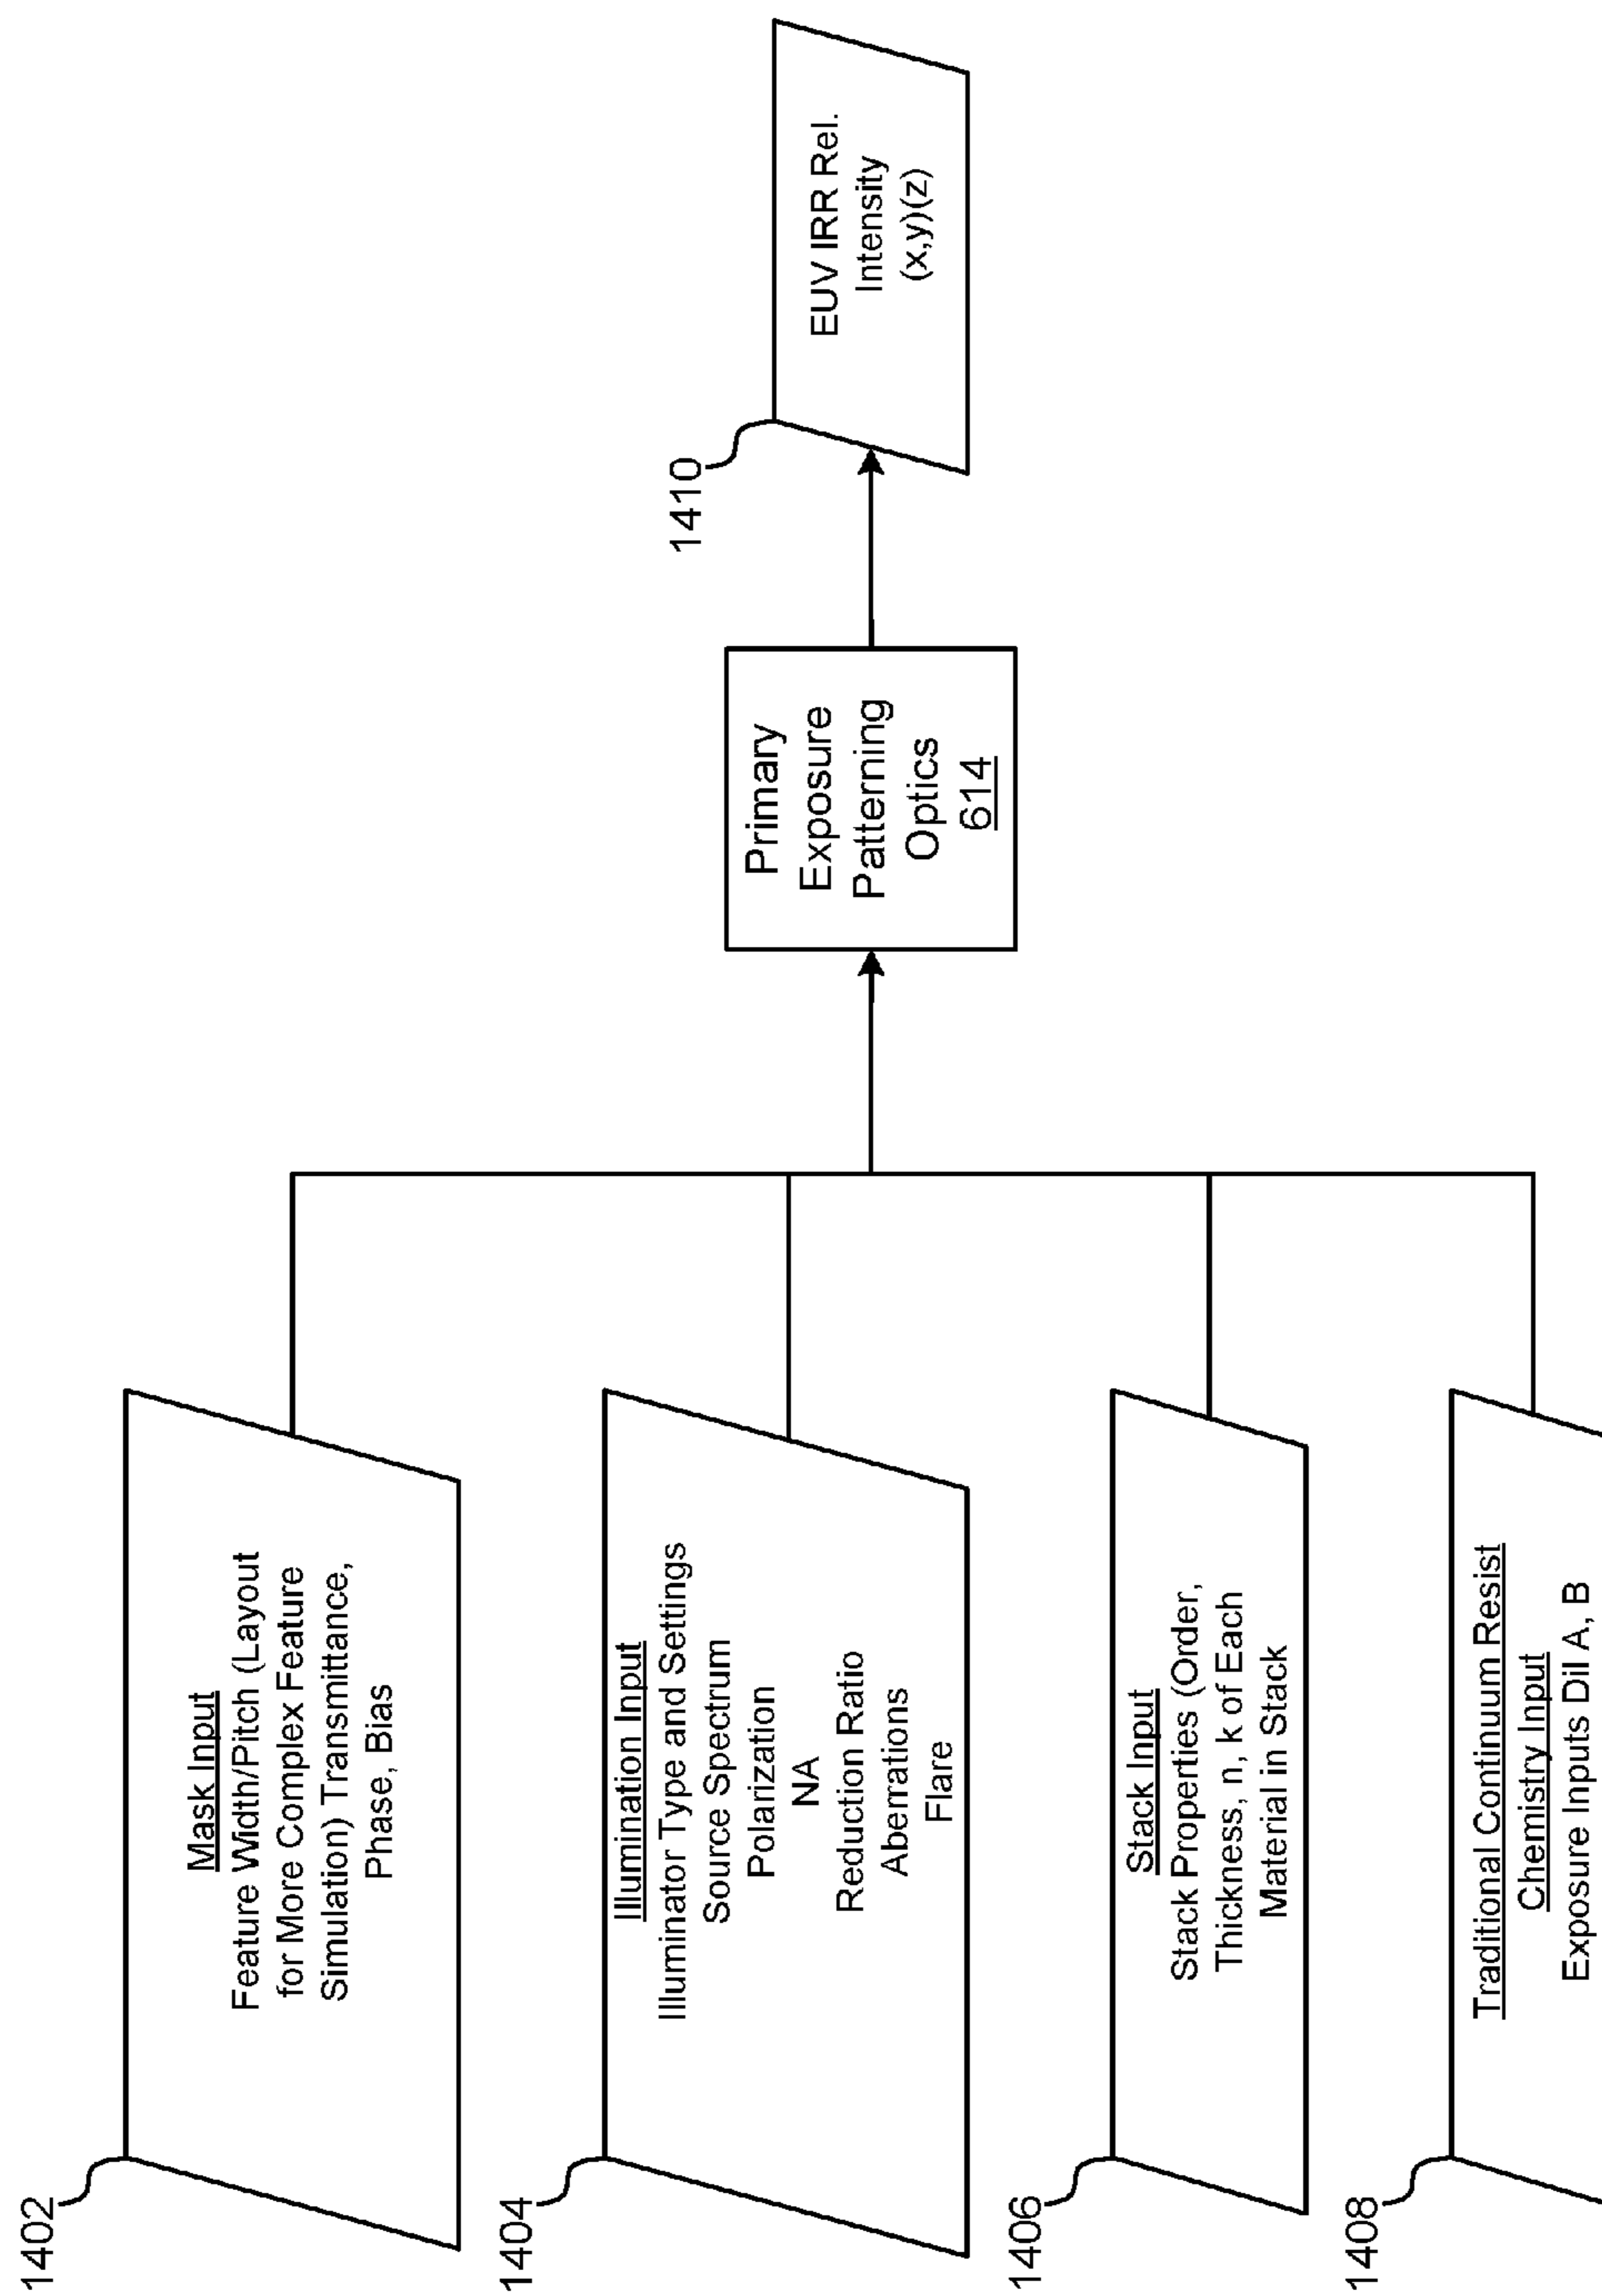 1402
Mask Input
Feature Width/Pitch (Layout
for More Complex Feature
Simulation) Transmittance,
Phase, Bias
1404
Illumination Input
Illuminator Type and Settings
Source Spectrum
Polarization
NA
Reduction Ratio
Aberrations
Flare
1406
Stack Input
Stack Properties (Order,
Thickness, n, k of Each
Material in Stack
1408
Traditional Continuum Resist
Chemistry Input
Exposure Inputs Dil A, B
Primary
Exposure
Patterning
Optics
614
1410
EUV IRR Rel.
Intensity
(x,y)(z)